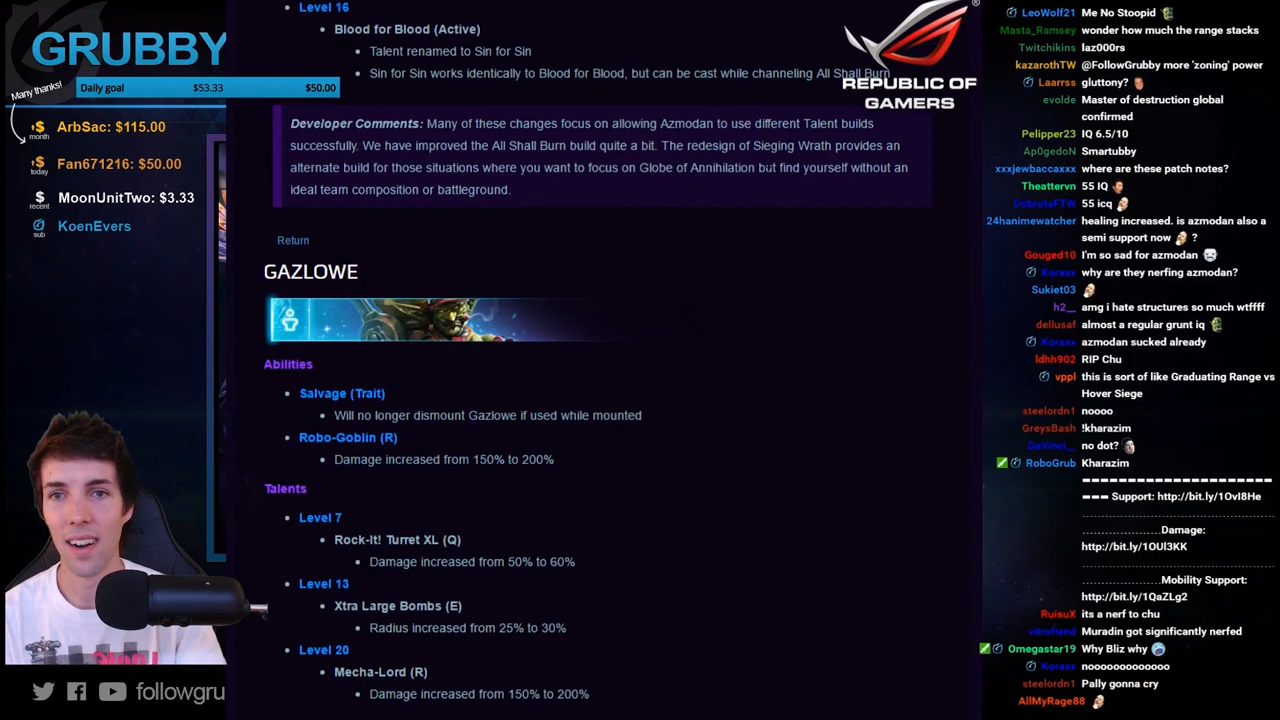 GRUBBY
Many thanks!
Daily goal $53.33 $50.00
$ month ArbSac: $115.00
$ today Fan671216: $50.00
$ recent MoonUnitTwo: $3.33
sub KoenEvers
followgru
REPUBLIC OF
GAMERS
Level 16
Blood for Blood (Active)
Talent renamed to Sin for Sin
Sin for Sin works identically to Blood for Blood, but can be cast while channeling All Shall Burn
Developer Comments: Many of these changes focus on allowing Azmodan to use different Talent builds
successfully. We have improved the All Shall Burn build quite a bit. The redesign of Sieging Wrath provides an
alternate build for those situations where you want to focus on Globe of Annihilation but find yourself without an
ideal team composition or battleground.
Return
GAZLOWE
Abilities
Salvage (Trait)
Will no longer dismount Gazlowe if used while mounted
Robo-Goblin (R)
Damage increased from 150% to 200%
Talents
Level 7
Rock-It! Turret XL (Q)
Damage increased from 50% to 60%
Level 13
Xtra Large Bombs (E)
Radius increased from 25% to 30%
Level 20
Mecha-Lord (R)
Damage increased from 150% to 200%
LeoWolf21 Me No Stoopid
Masta_Ramsey wonder how much the range stacks
Twitchikins laz000rs
kazarothTW @FollowGrubby more 'zoning' power
Laarrss gluttony?
evolde Master of destruction global
confirmed
Pelipper23 IQ 6.5/10
Ap0gedoN Smartubby
xxxjewbaccaxxx where are these patch notes?
Theattervn 55 IQ
DobrotaFTW 55 icq
24hanimewatcher healing increased. is azmodan also a
semi support now ?
Gouged10 I'm so sad for azmodan
Koraxx why are they nerfing azmodan?
Sukiet03
h2__ amg i hate structures so much wtffff
dellusaf almost a regular grunt iq
Koraxx azmodan sucked already
ldhh902 RIP Chu
vppl this is sort of like Graduating Range vs
Hover Siege
steelordn1 noooo
GreysBash !kharazim
DaVinci__ no dot?
RoboGrub Kharazim
Support: http://bit.ly/1OvI8He
Damage:
http://bit.ly/1OUl3KK
Mobility Support:
http://bit.ly/1QaZLg2
RuisuX its a nerf to chu
vitrofiend Muradin got significantly nerfed
Omegastar19 Why Bliz why
Koraxx nooooooooooooo
steelordn1 Pally gonna cry
AllMyRage88